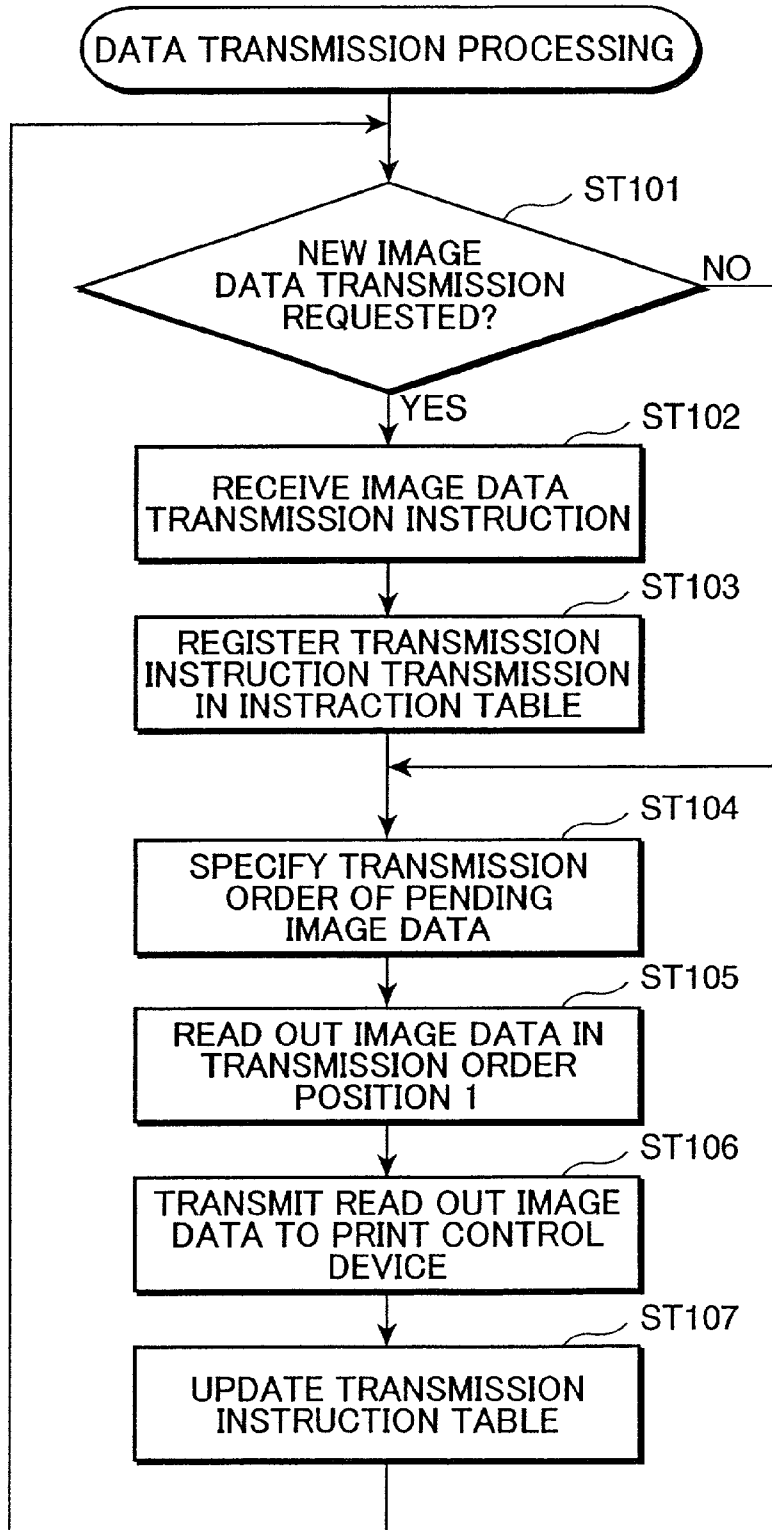 DATA TRANSMISSION PROCESSING
ST101
NEW IMAGE
DATA TRANSMISSION
REQUESTED?
NO
YES
ST102
RECEIVE IMAGE DATA
TRANSMISSION INSTRUCTION
ST103
REGISTER TRANSMISSION
INSTRUCTION TRANSMISSION
IN INSTRACTION TABLE
ST104
SPECIFY TRANSMISSION
ORDER OF PENDING
IMAGE DATA
ST105
READ OUT IMAGE DATA IN
TRANSMISSION ORDER
POSITION 1
ST106
TRANSMIT READ OUT IMAGE
DATA TO PRINT CONTROL
DEVICE
ST107
UPDATE TRANSMISSION
INSTRUCTION TABLE